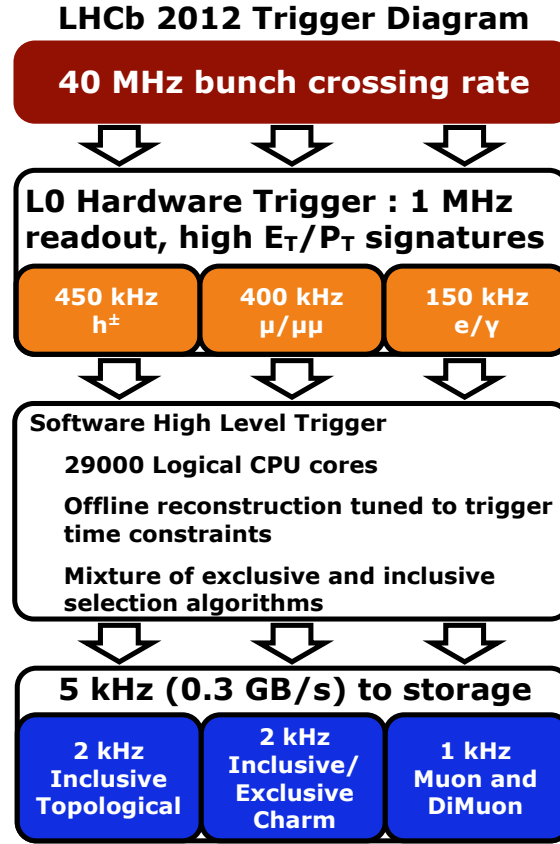 LHCb 2012 Trigger Diagram
40 MHz bunch crossing rate
L0 Hardware Trigger : 1 MHz
readout, high E_T/P_T signatures
450 kHz
h±
400 kHz
μ/μμ
150 kHz
e/γ
Software High Level Trigger
29000 Logical CPU cores
Offline reconstruction tuned to trigger
time constraints
Mixture of exclusive and inclusive
selection algorithms
5 kHz (0.3 GB/s) to storage
2 kHz
Inclusive
Topological
2 kHz
Inclusive/
Exclusive
Charm
1 kHz
Muon and
DiMuon